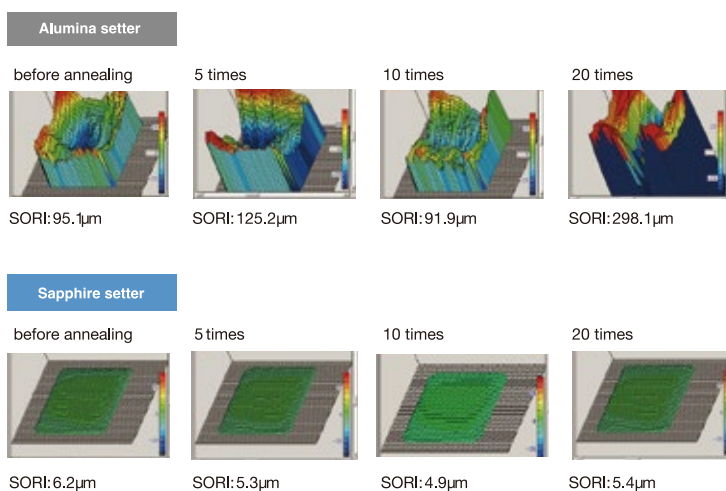 Alumina setter
before annealing
5 times
10 times
20 times
SORI:95.1μm
SORI:125.2μm
SORI:91.9μm
SORI:298.1μm
Sapphire setter
before annealing
5 times
10 times
20 times
SORI:6.2μm
SORI:5.3μm
SORI:4.9μm
SORI:5.4μm